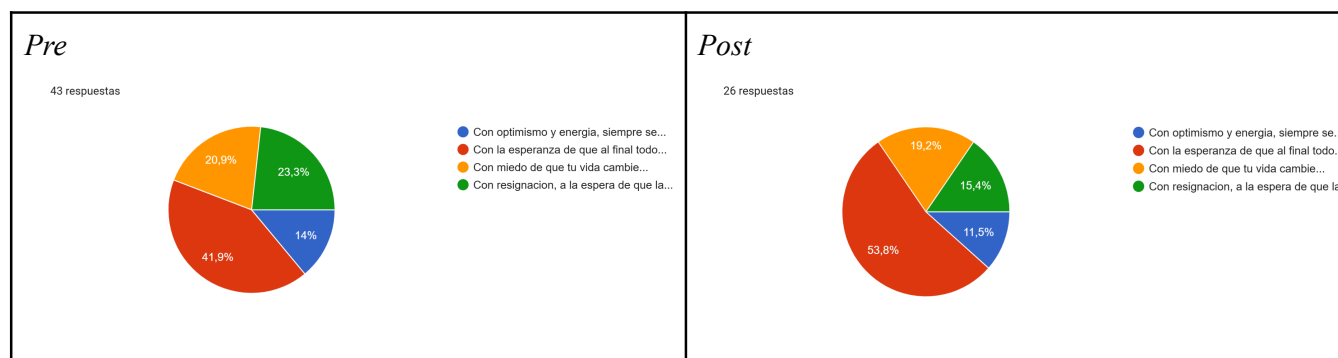 Pre
43 respuestas
20,9%
23,3%
14%
41,9%
Con optimismo y energia, siempre se...
Con la esperanza de que al final todo...
Con miedo de que tu vida cambie...
Con resignacion, a la espera de que la...
Post
26 respuestas
19,2%
15,4%
11,5%
53,8%
Con optimismo y energia, siempre se..
Con la esperanza de que al final todo.
Con miedo de que tu vida cambie...
Con resignacion, a la espera de que la